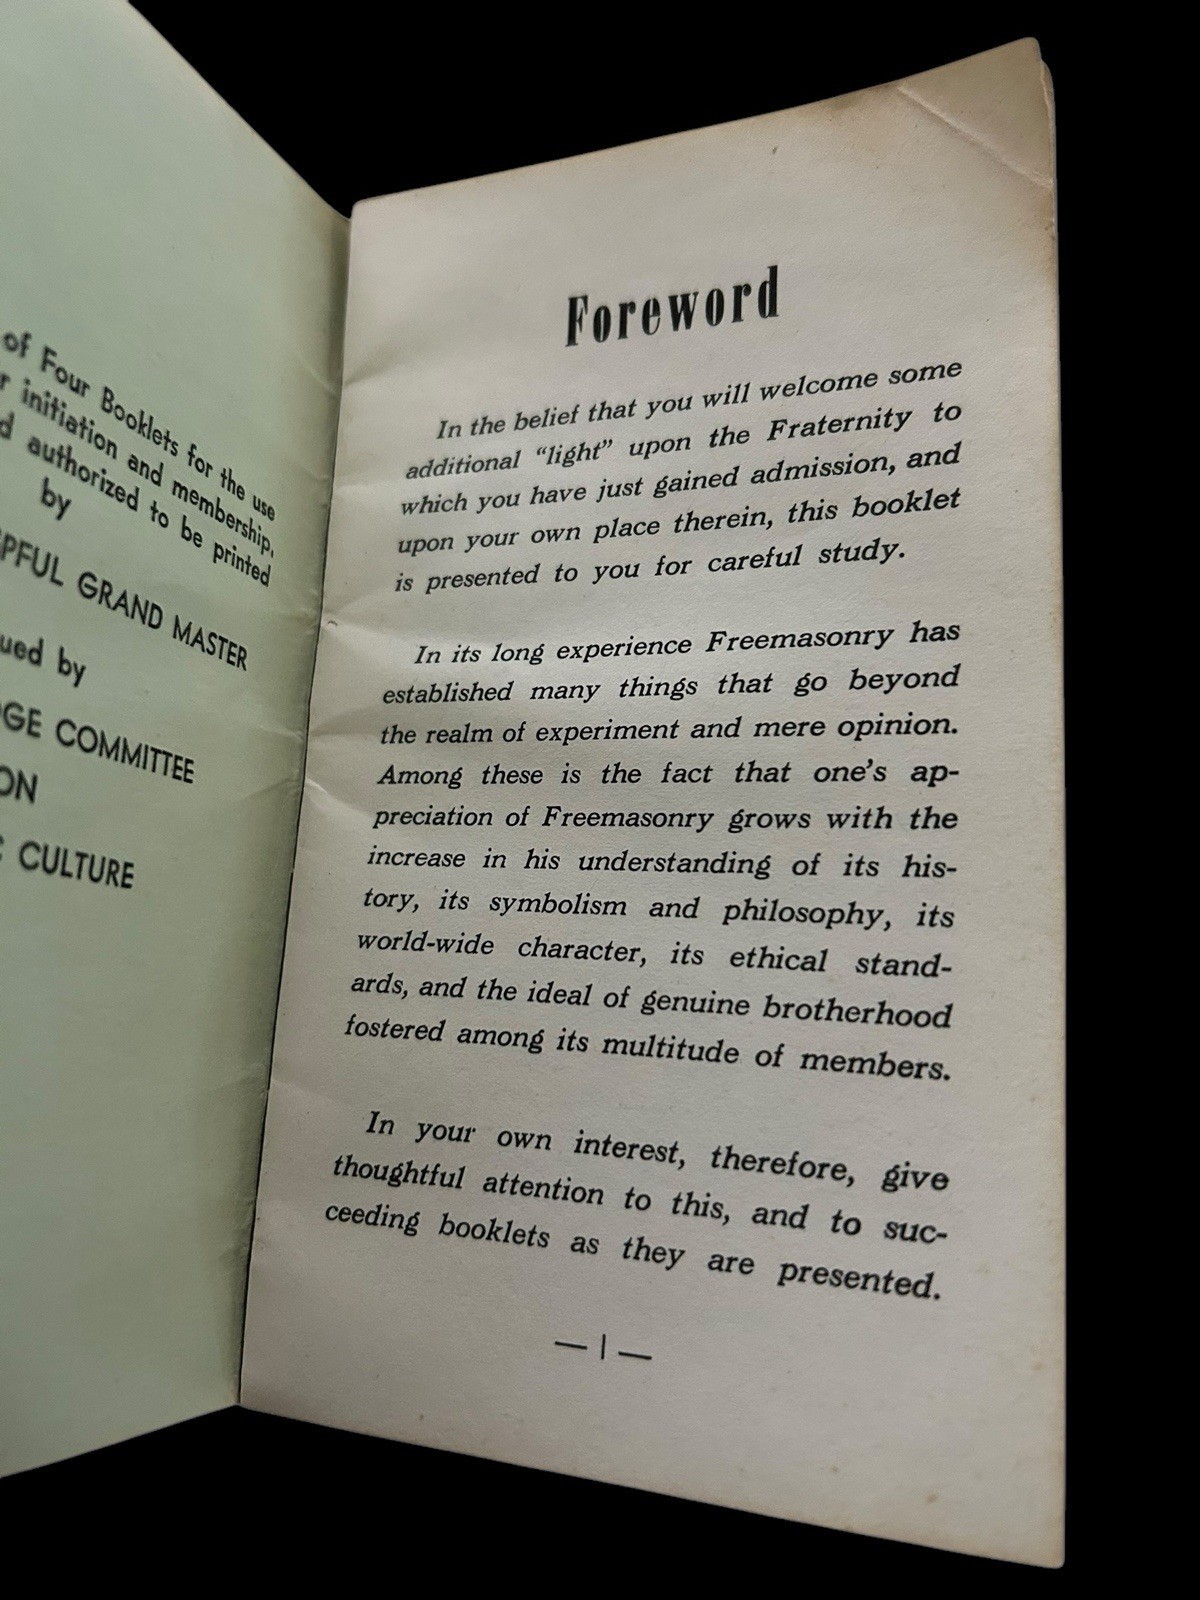 of Four Booklets for the use
initiation and membership,
authorized to be printed
by
GRAND MASTER
by
COMMITTEE
CULTURE
Foreword
In the belief that you will welcome some
additional “light” upon the Fraternity to
which you have just gained admission, and
upon your own place therein, this booklet
is presented to you for careful study.
In its long experience Freemasonry has
established many things that go beyond
the realm of experiment and mere opinion.
Among these is the fact that one’s ap-
preciation of Freemasonry grows with the
increase in his understanding of its his-
tory, its symbolism and philosophy, its
world-wide character, its ethical stand-
ards, and the ideal of genuine brotherhood
fostered among its multitude of members.
In your own interest, therefore, give
thoughtful attention to this, and to suc-
ceeding booklets as they are presented.
— 1 —